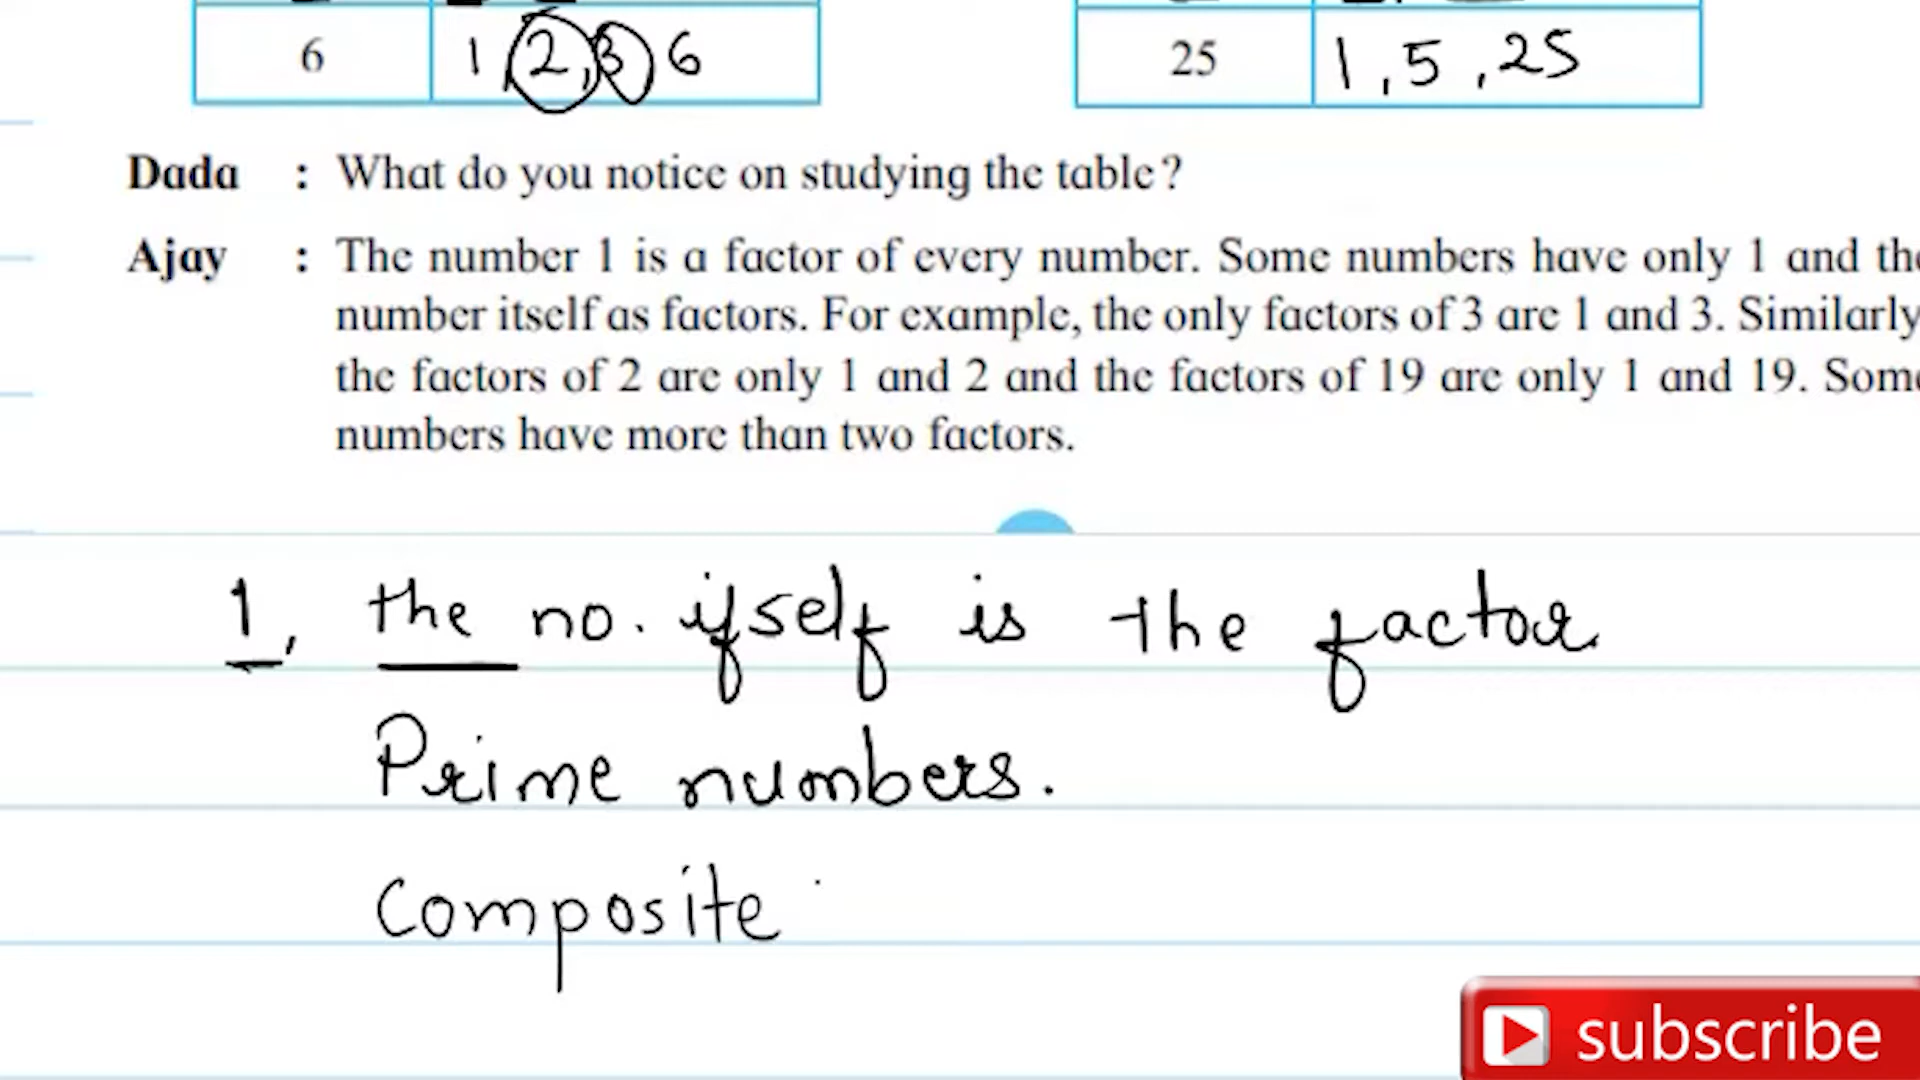 6 1, 2, 3 6 25 1, 5, 25
Dada : What do you notice on studying the table?
Ajay : The number 1 is a factor of every number. Some numbers have only 1 and the
number itself as factors. For example, the only factors of 3 are 1 and 3. Similarly
the factors of 2 are only 1 and 2 and the factors of 19 are only 1 and 19. Some
numbers have more than two factors.
1, the no. itself is the factor
Prime numbers.
Composite
subscribe